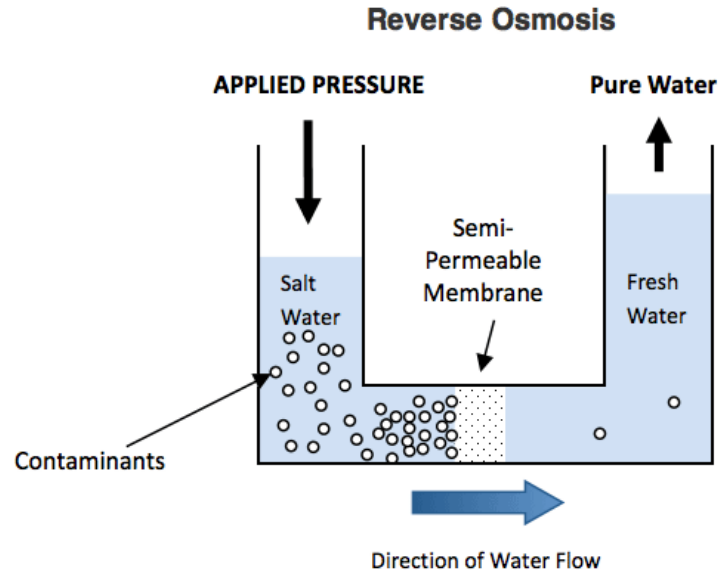 Reverse Osmosis
APPLIED PRESSURE
Pure Water
Semi-
Permeable
Membrane
Salt
Water
Fresh
Water
Contaminants
Direction of Water Flow